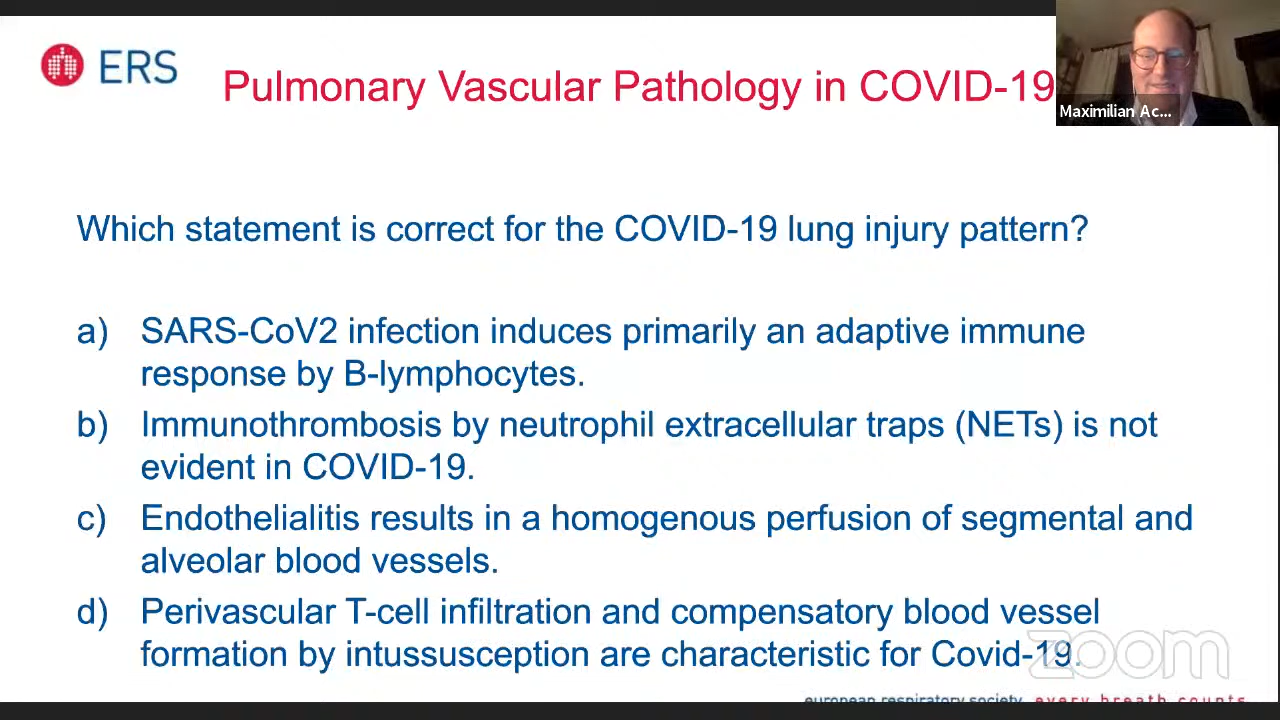 ERS
Pulmonary Vascular Pathology in COVID-19
Maximilian Ac...
Which statement is correct for the COVID-19 lung injury pattern?
a) SARS-CoV2 infection induces primarily an adaptive immune
response by B-lymphocytes.
b) Immunothrombosis by neutrophil extracellular traps (NETs) is not
evident in COVID-19.
c) Endothelialitis results in a homogenous perfusion of segmental and
alveolar blood vessels.
d) Perivascular T-cell infiltration and compensatory blood vessel
formation by intussusception are characteristic for Covid-19.
zoom
european respiratory society every breath counts